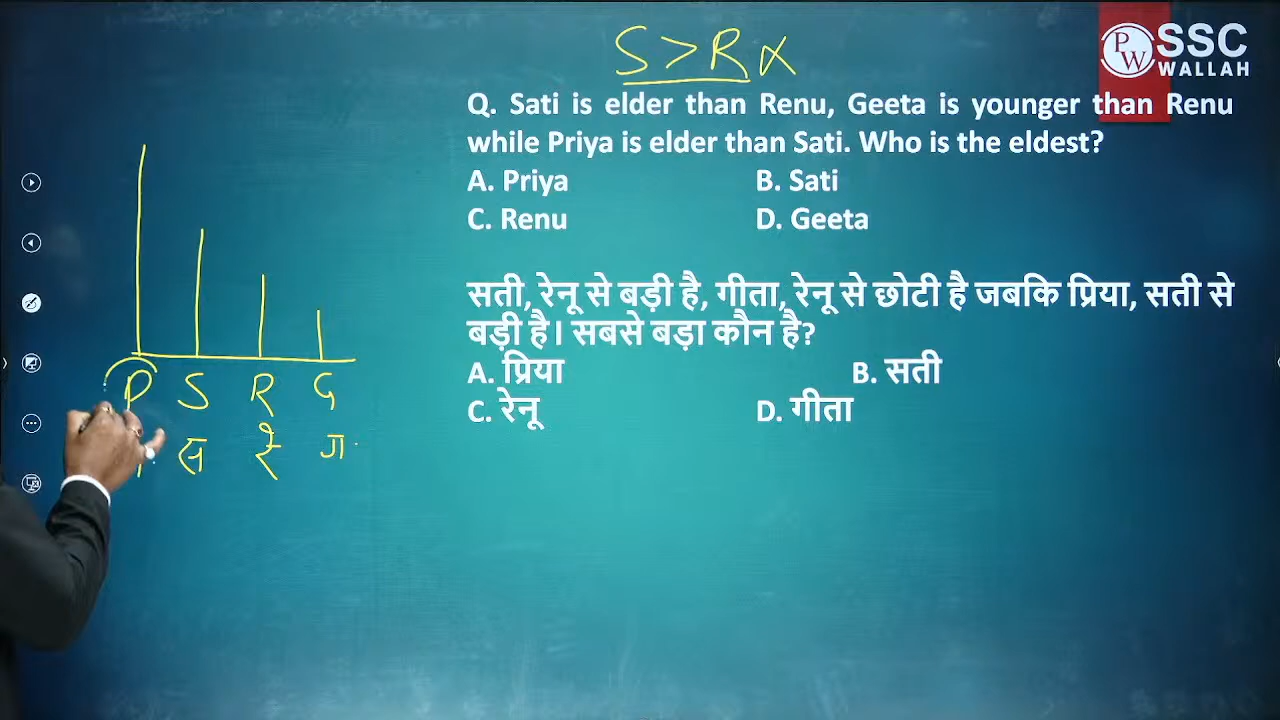 S > R ×
PW SSC
WALLAH
Q. Sati is elder than Renu, Geeta is younger than Renu
while Priya is elder than Sati. Who is the eldest?
A. Priya B. Sati
C. Renu D. Geeta
सती, रेनू से बड़ी है, गीता, रेनू से छोटी है जबकि प्रिया, सती से
बड़ी है। सबसे बड़ा कौन है?
A. प्रिया B. सती
C. रेनू D. गीता
P S R G
स रे ग